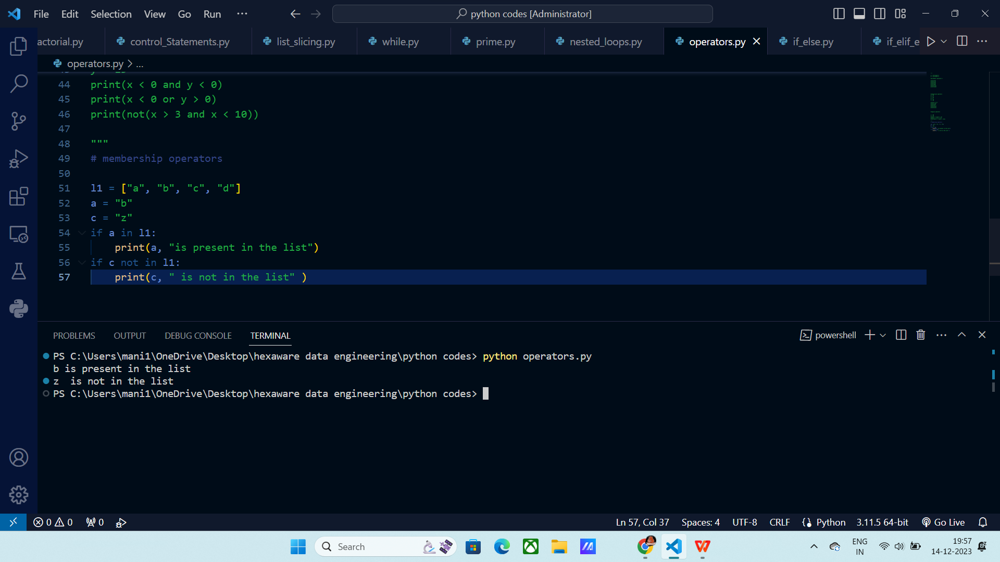 File Edit Selection View Go Run ... python codes [Administrator]
actorial.py control_Statements.py list_slicing.py while.py prime.py nested_loops.py operators.py if_else.py if_elif_e
operators.py > ...
44 print(x < 0 and y < 0)
45 print(x < 0 or y > 0)
46 print(not(x > 3 and x < 10))
47
48 """
49 # membership operators
50
51 l1 = ["a", "b", "c", "d"]
52 a = "b"
53 c = "z"
54 if a in l1:
55     print(a, "is present in the list")
56 if c not in l1:
57     print(c, " is not in the list" )
PROBLEMS OUTPUT DEBUG CONSOLE TERMINAL powershell
PS C:\Users\mani1\OneDrive\Desktop\hexaware data engineering\python codes> python operators.py
b is present in the list
z  is not in the list
PS C:\Users\mani1\OneDrive\Desktop\hexaware data engineering\python codes>
0 0 0 Ln 57, Col 37 Spaces: 4 UTF-8 CRLF Python 3.11.5 64-bit Go Live
Search ENG 19:57
IN 14-12-2023